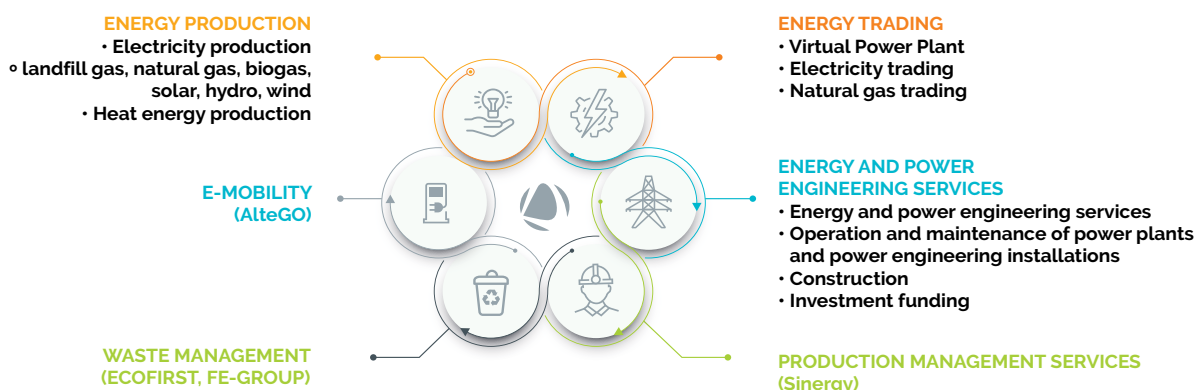 ENERGY PRODUCTION
• Electricity production
° landfill gas, natural gas, biogas,
solar, hydro, wind
• Heat energy production
E-MOBILITY
(AlteGO)
WASTE MANAGEMENT
(ECOFIRST, FE-GROUP)
ENERGY TRADING
• Virtual Power Plant
• Electricity trading
• Natural gas trading
ENERGY AND POWER
ENGINEERING SERVICES
• Energy and power engineering services
• Operation and maintenance of power plants
and power engineering installations
• Construction
• Investment funding
PRODUCTION MANAGEMENT SERVICES
(Sinergy)